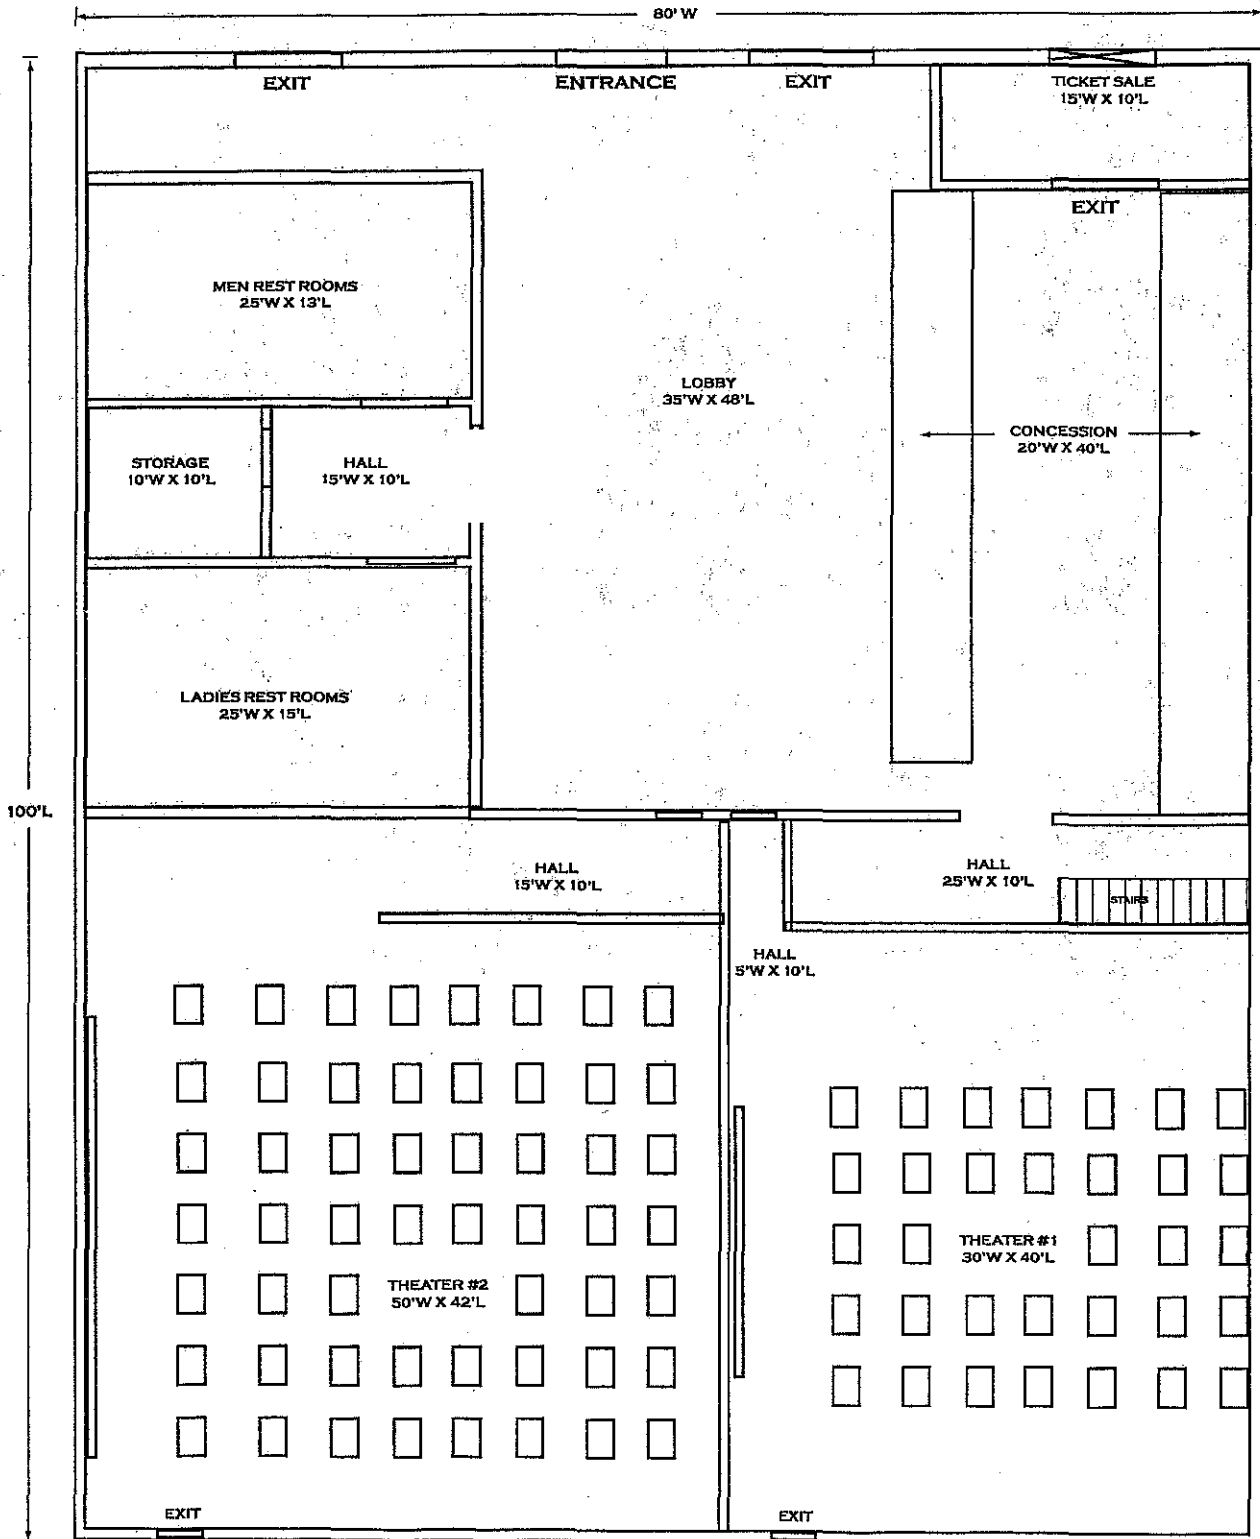 80' W
EXIT
ENTRANCE
EXIT
TICKET SALE
15'W X 10'L
EXIT
MEN REST ROOMS
25'W X 13'L
LOBBY
35'W X 48'L
CONCESSION
20'W X 40'L
STORAGE
10'W X 10'L
HALL
15'W X 10'L
LADIES REST ROOMS
25'W X 15'L
100'L
HALL
15'W X 10'L
HALL
25'W X 10'L
STAIRS
HALL
5'W X 10'L
THEATER #1
30'W X 40'L
THEATER #2
50'W X 42'L
EXIT
EXIT